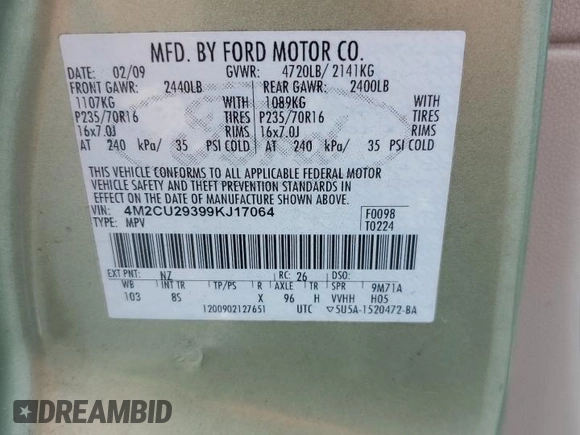 MFD. BY FORD MOTOR CO.
DATE: 02/09 GVWR: 4720LB/ 2141KG
FRONT GAWR: 2440LB REAR GAWR: 2400LB
1107KG WITH 1089KG WITH
P235/70R16 TIRES P235/70R16 TIRES
16x7.0J RIMS 16x7.0J RIMS
AT 240 kPa/ 35 PSI COLD AT 240 kPa/ 35 PSI COLD
THIS VEHICLE CONFORMS TO ALL APPLICABLE FEDERAL MOTOR
VEHICLE SAFETY AND THEFT PREVENTION STANDARDS IN
EFFECT ON THE DATE OF MANUFACTURE SHOWN ABOVE.
VIN: 4M2CU29399KJ17064 F0098
TYPE: MPV T0224
EXT PNT: NZ RC: 26 DSO:
WB INT TR TP/PS R AXLE TR SPR 9M71A
103 8S X 96 H VVHH H05
1200902127651 UTC ▽5U5A-1520472-BA
Ford
DREAMBID